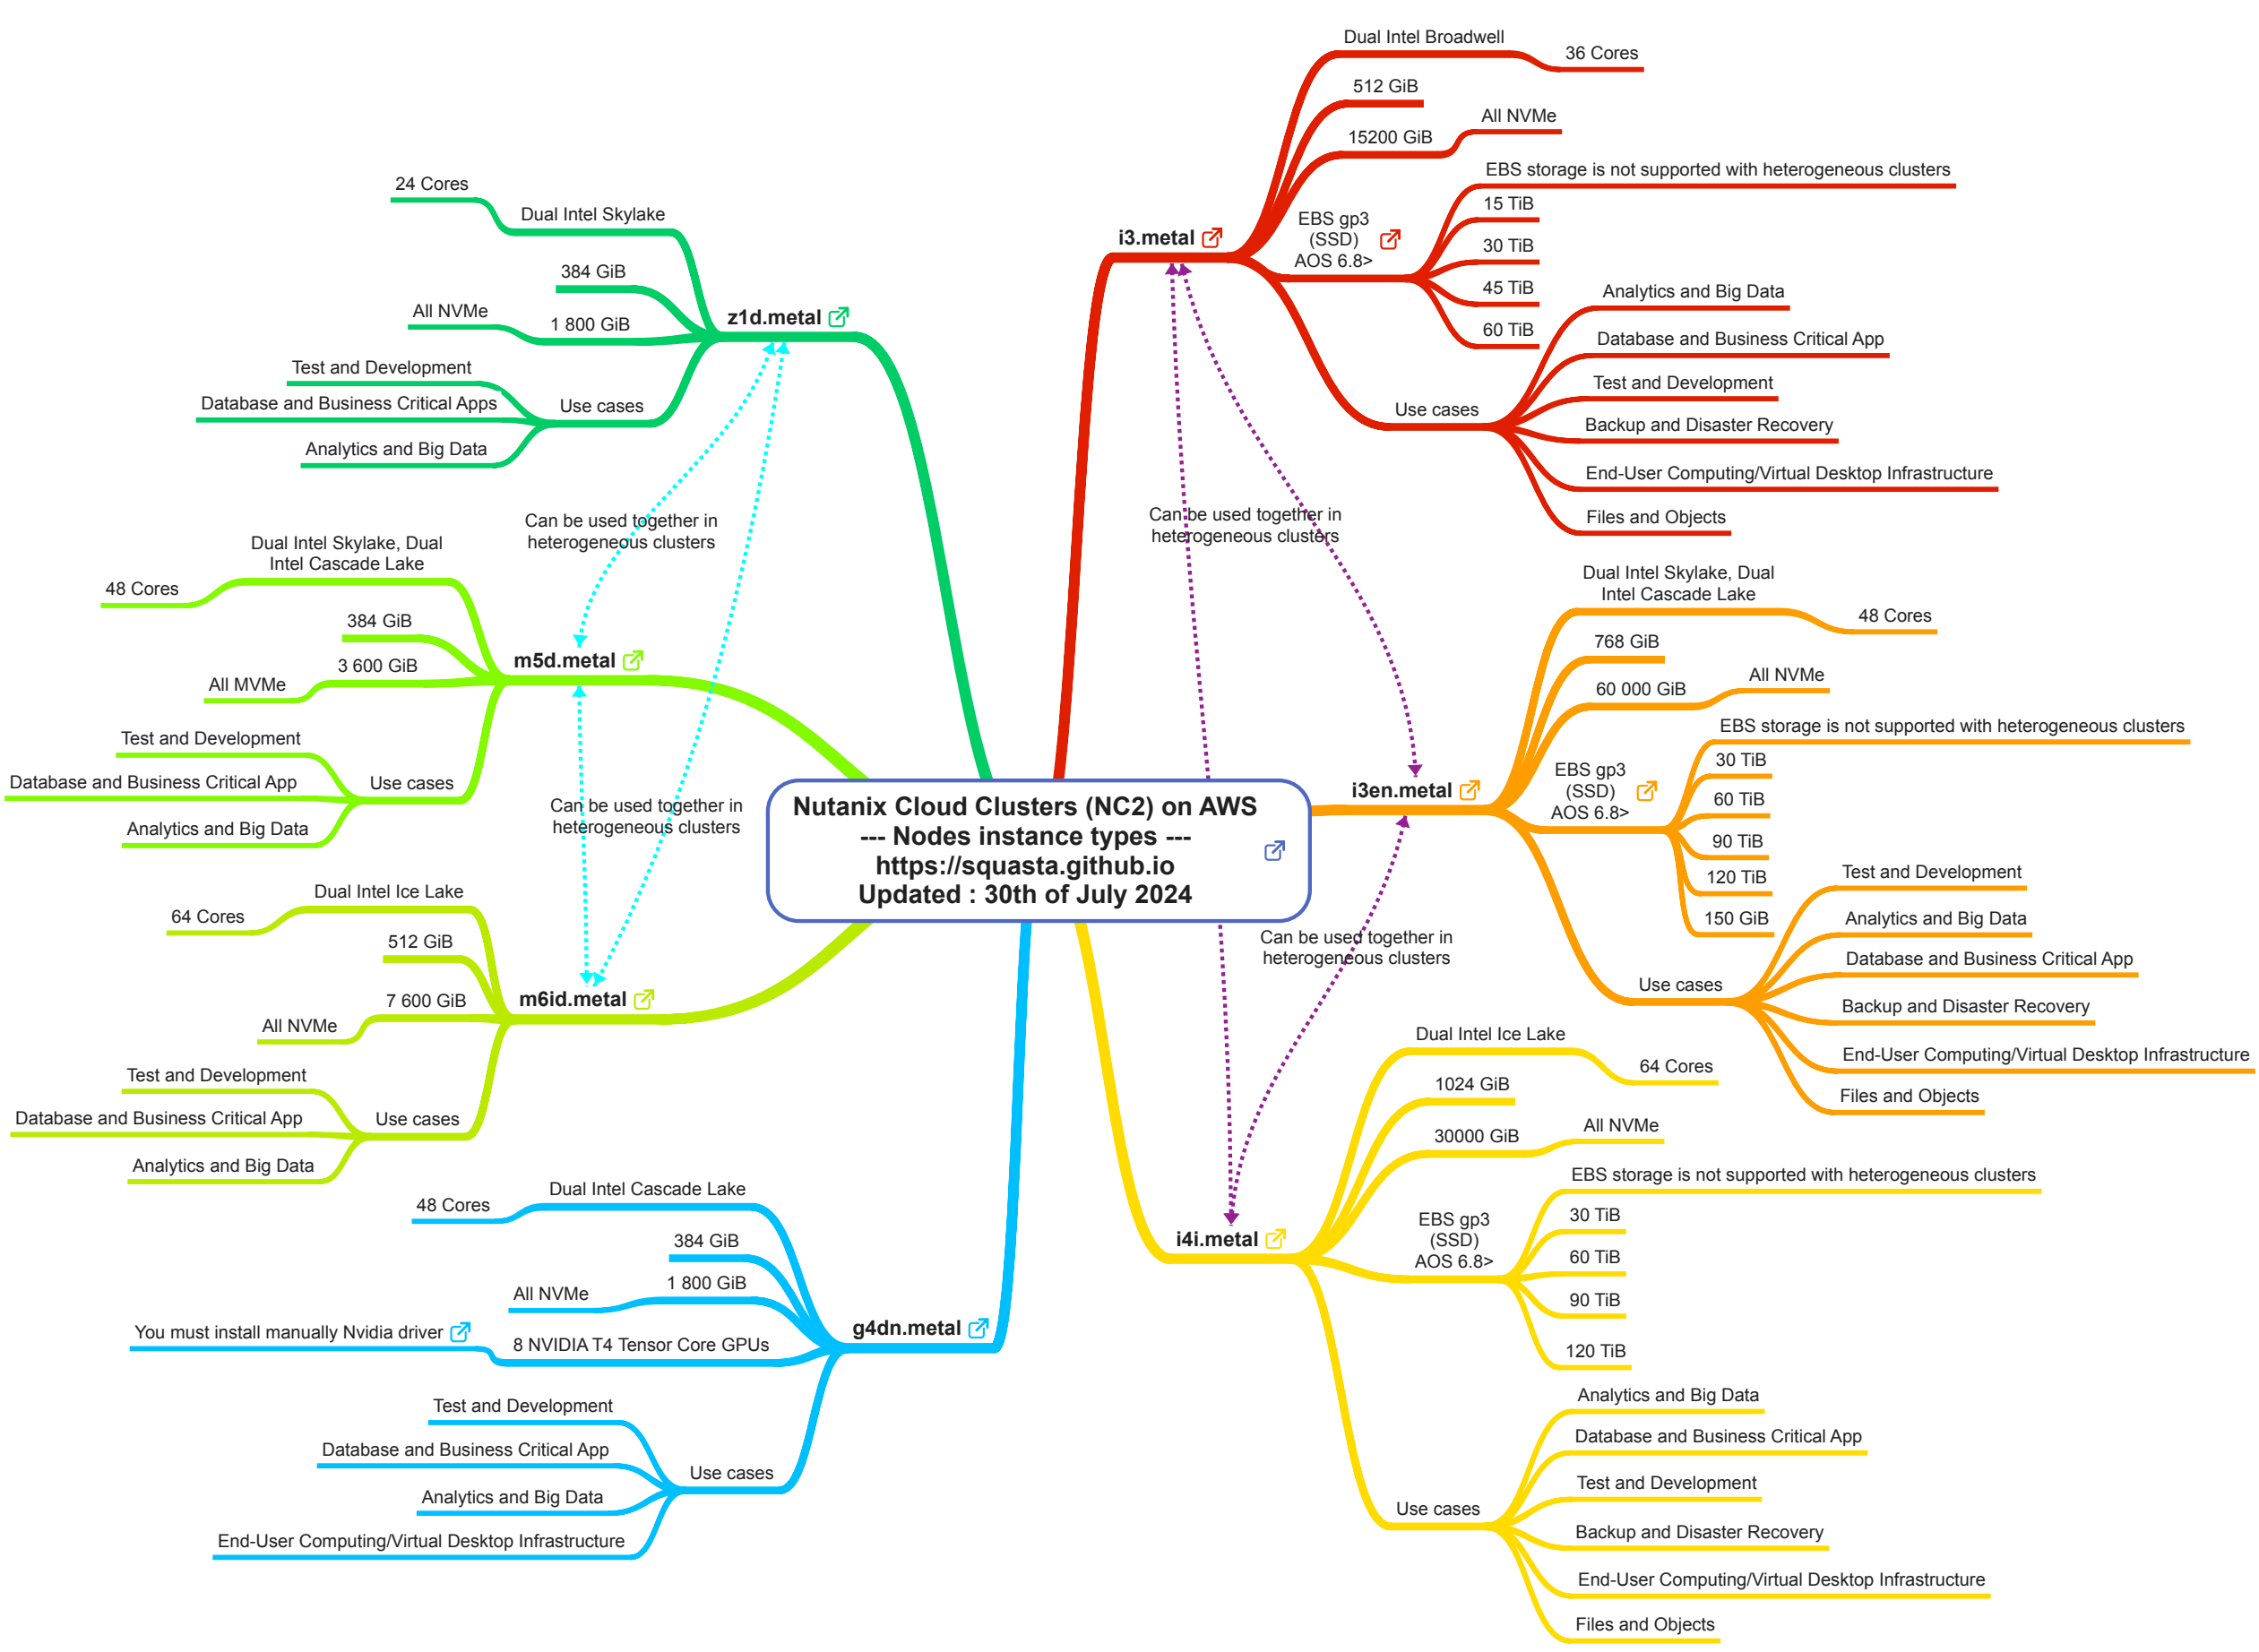 Nutanix Cloud Clusters (NC2) on AWS
--- Nodes instance types ---
https://squasta.github.io
Updated : 30th of July 2024
i3.metal
Dual Intel Broadwell
36 Cores
512 GiB
15200 GiB
All NVMe
EBS gp3
(SSD)
AOS 6.8>
EBS storage is not supported with heterogeneous clusters
15 TiB
30 TiB
45 TiB
60 TiB
Use cases
Analytics and Big Data
Database and Business Critical App
Test and Development
Backup and Disaster Recovery
End-User Computing/Virtual Desktop Infrastructure
Files and Objects
Can be used together in
heterogeneous clusters
i3en.metal
Dual Intel Skylake, Dual
Intel Cascade Lake
48 Cores
768 GiB
60 000 GiB
All NVMe
EBS gp3
(SSD)
AOS 6.8>
EBS storage is not supported with heterogeneous clusters
30 TiB
60 TiB
90 TiB
120 TiB
150 GiB
Use cases
Test and Development
Analytics and Big Data
Database and Business Critical App
Backup and Disaster Recovery
End-User Computing/Virtual Desktop Infrastructure
Files and Objects
Can be used together in
heterogeneous clusters
i4i.metal
Dual Intel Ice Lake
64 Cores
1024 GiB
30000 GiB
All NVMe
EBS gp3
(SSD)
AOS 6.8>
EBS storage is not supported with heterogeneous clusters
30 TiB
60 TiB
90 TiB
120 TiB
Use cases
Analytics and Big Data
Database and Business Critical App
Test and Development
Backup and Disaster Recovery
End-User Computing/Virtual Desktop Infrastructure
Files and Objects
z1d.metal
Dual Intel Skylake
24 Cores
384 GiB
1 800 GiB
All NVMe
Use cases
Test and Development
Database and Business Critical Apps
Analytics and Big Data
Can be used together in
heterogeneous clusters
m5d.metal
Dual Intel Skylake, Dual
Intel Cascade Lake
48 Cores
384 GiB
3 600 GiB
All MVMe
Use cases
Test and Development
Database and Business Critical App
Analytics and Big Data
Can be used together in
heterogeneous clusters
m6id.metal
Dual Intel Ice Lake
64 Cores
512 GiB
7 600 GiB
All NVMe
Use cases
Test and Development
Database and Business Critical App
Analytics and Big Data
g4dn.metal
Dual Intel Cascade Lake
48 Cores
384 GiB
1 800 GiB
All NVMe
8 NVIDIA T4 Tensor Core GPUs
You must install manually Nvidia driver
Use cases
Test and Development
Database and Business Critical App
Analytics and Big Data
End-User Computing/Virtual Desktop Infrastructure